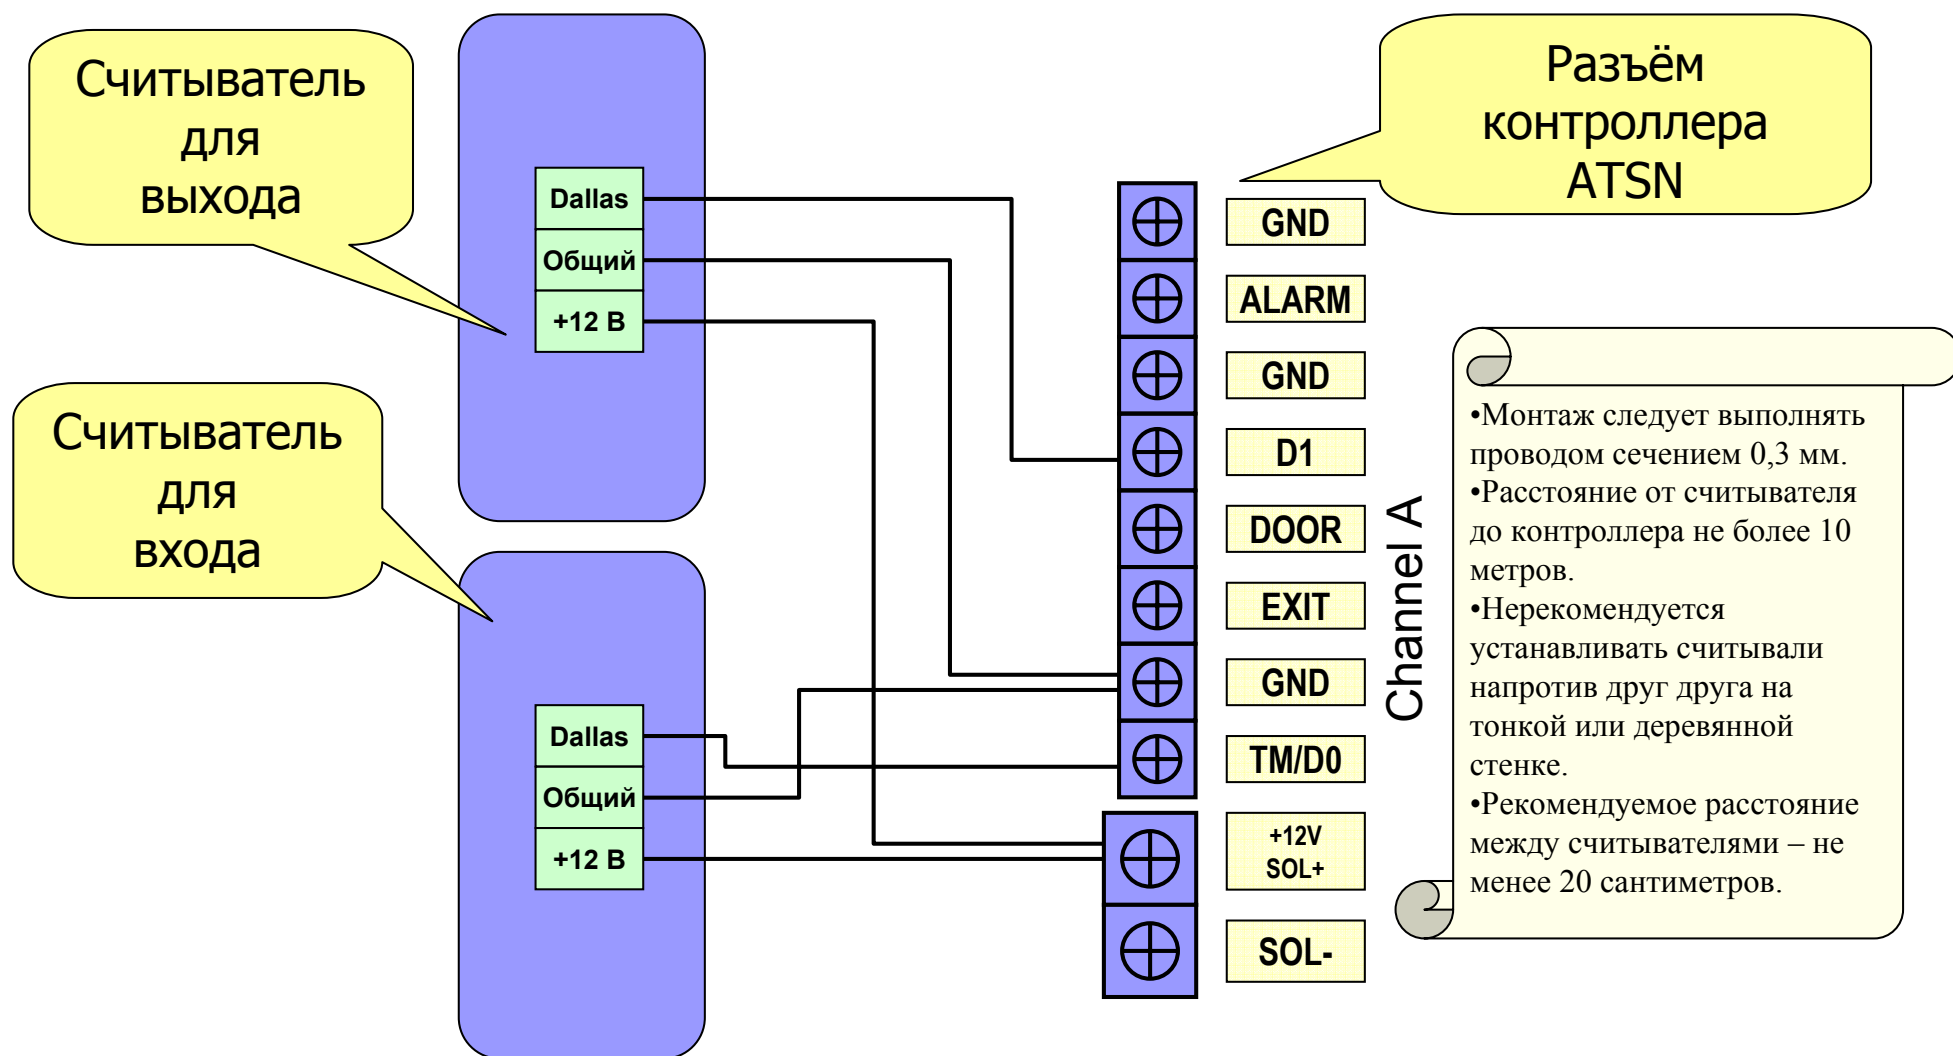 Считыватель
для
выхода
Dallas
Общий
+12 В
Считыватель
для
входа
Dallas
Общий
+12 В
Разъём
контроллера
ATSN
GND
ALARM
GND
D1
DOOR
EXIT
GND
TM/D0
+12V
SOL+
SOL-
Channel A
•Монтаж следует выполнять
проводом сечением 0,3 мм.
•Расстояние от считывателя
до контроллера не более 10
метров.
•Нерекомендуется
устанавливать считывали
напротив друг друга на
тонкой или деревянной
стенке.
•Рекомендуемое расстояние
между считывателями – не
менее 20 сантиметров.